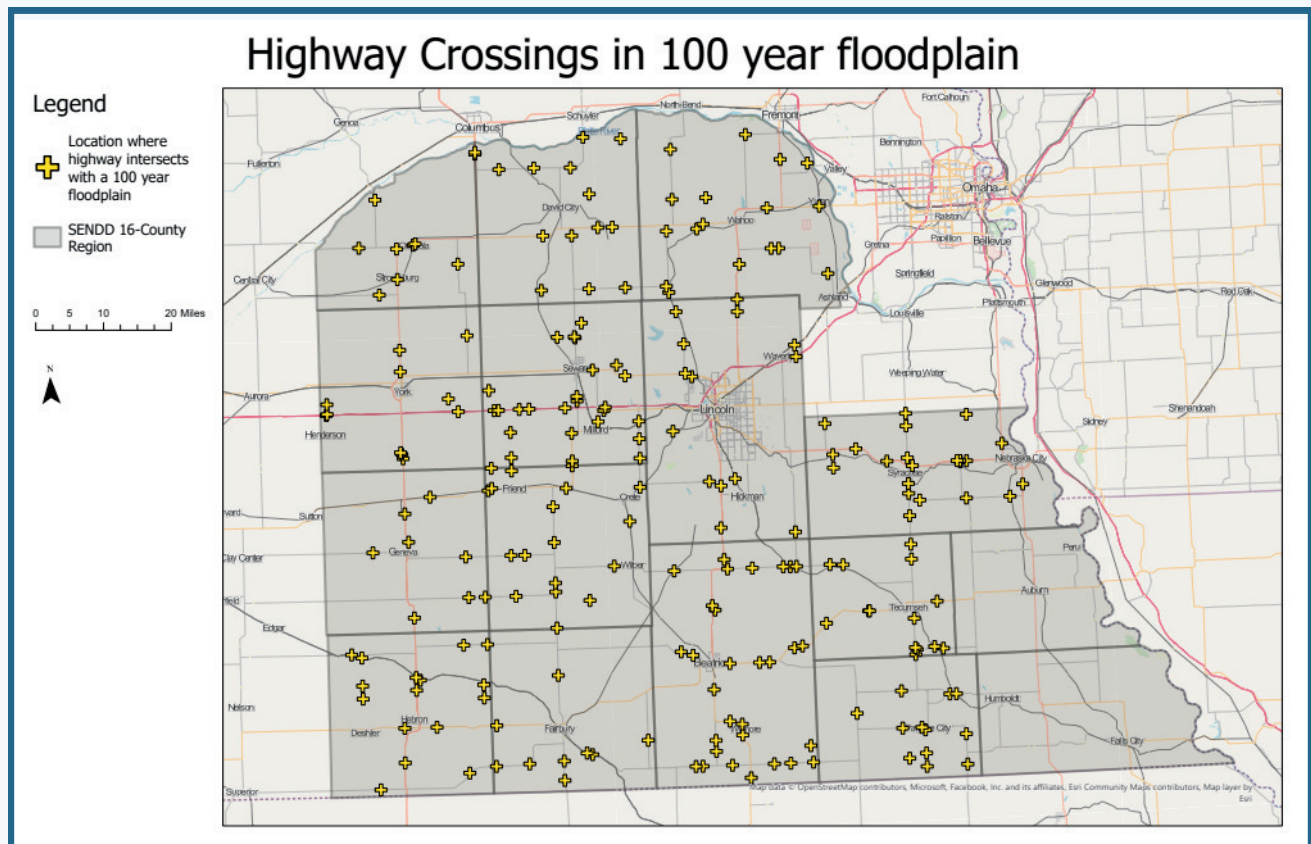 Highway Crossings in 100 year floodplain
Legend
Location where
highway intersects
with a 100 year
floodplain
SENDD 16-County
Region
0 5 10 20 Miles
N
Genoa
Columbus
Schuyler
North Bend
Fremont
Fort Calhoun
Fullerton
Bennington
Valley
Omaha
David City
Wahoo
Ralston
Papillion
Bellevue
Gretna
Central City
Springfield
Glenwood
Plattsmouth
Red Oak
Ashland
Louisville
Waverly
Weeping Water
Aurora
York
Lincoln
Shenandoah
Sidney
Henderson
Milford
Nebraska City
Syracuse
Friend
Crete
Hickman
Sutton
Geneva
Clay Center
Wilber
Peru
Auburn
Tecumseh
Edgar
Nelson
Humboldt
Hebron
Deshler
Fairbury
Falls City
Superior
Map data © OpenStreetMap contributors, Microsoft, Facebook, Inc. and its affiliates, Esri Community Maps contributors, Map layer by
Esri